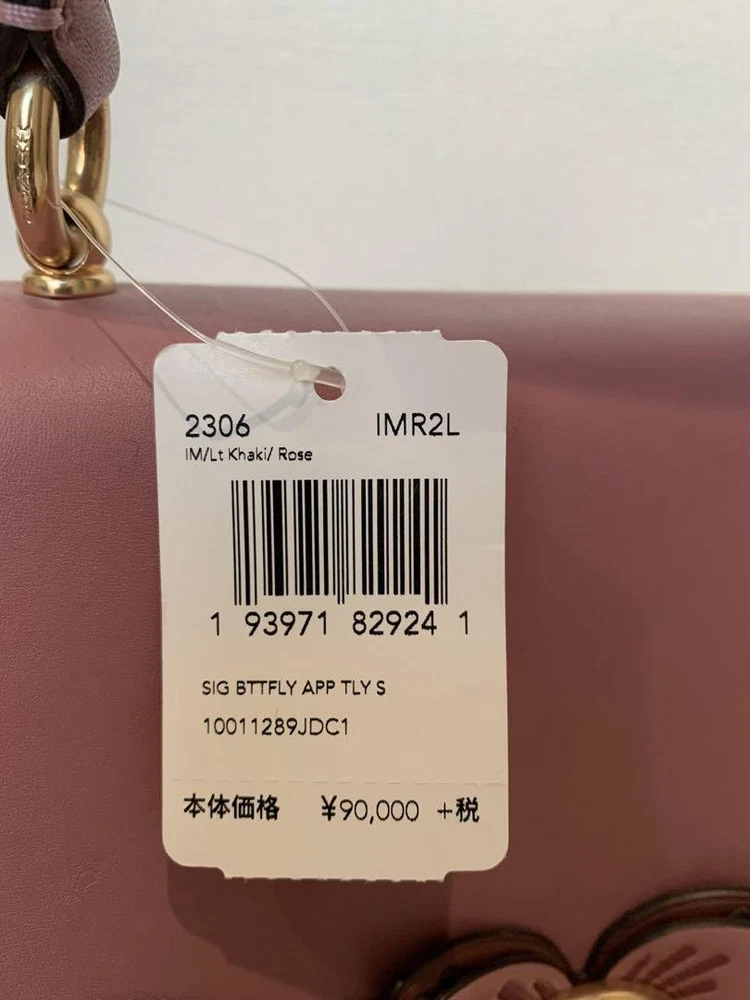 2306 IMR2L
IM/Lt Khaki/ Rose
1 93971 82924 1
SIG BTTFLY APP TLY S
10011289JDC1
本体価格 ¥90,000 +税